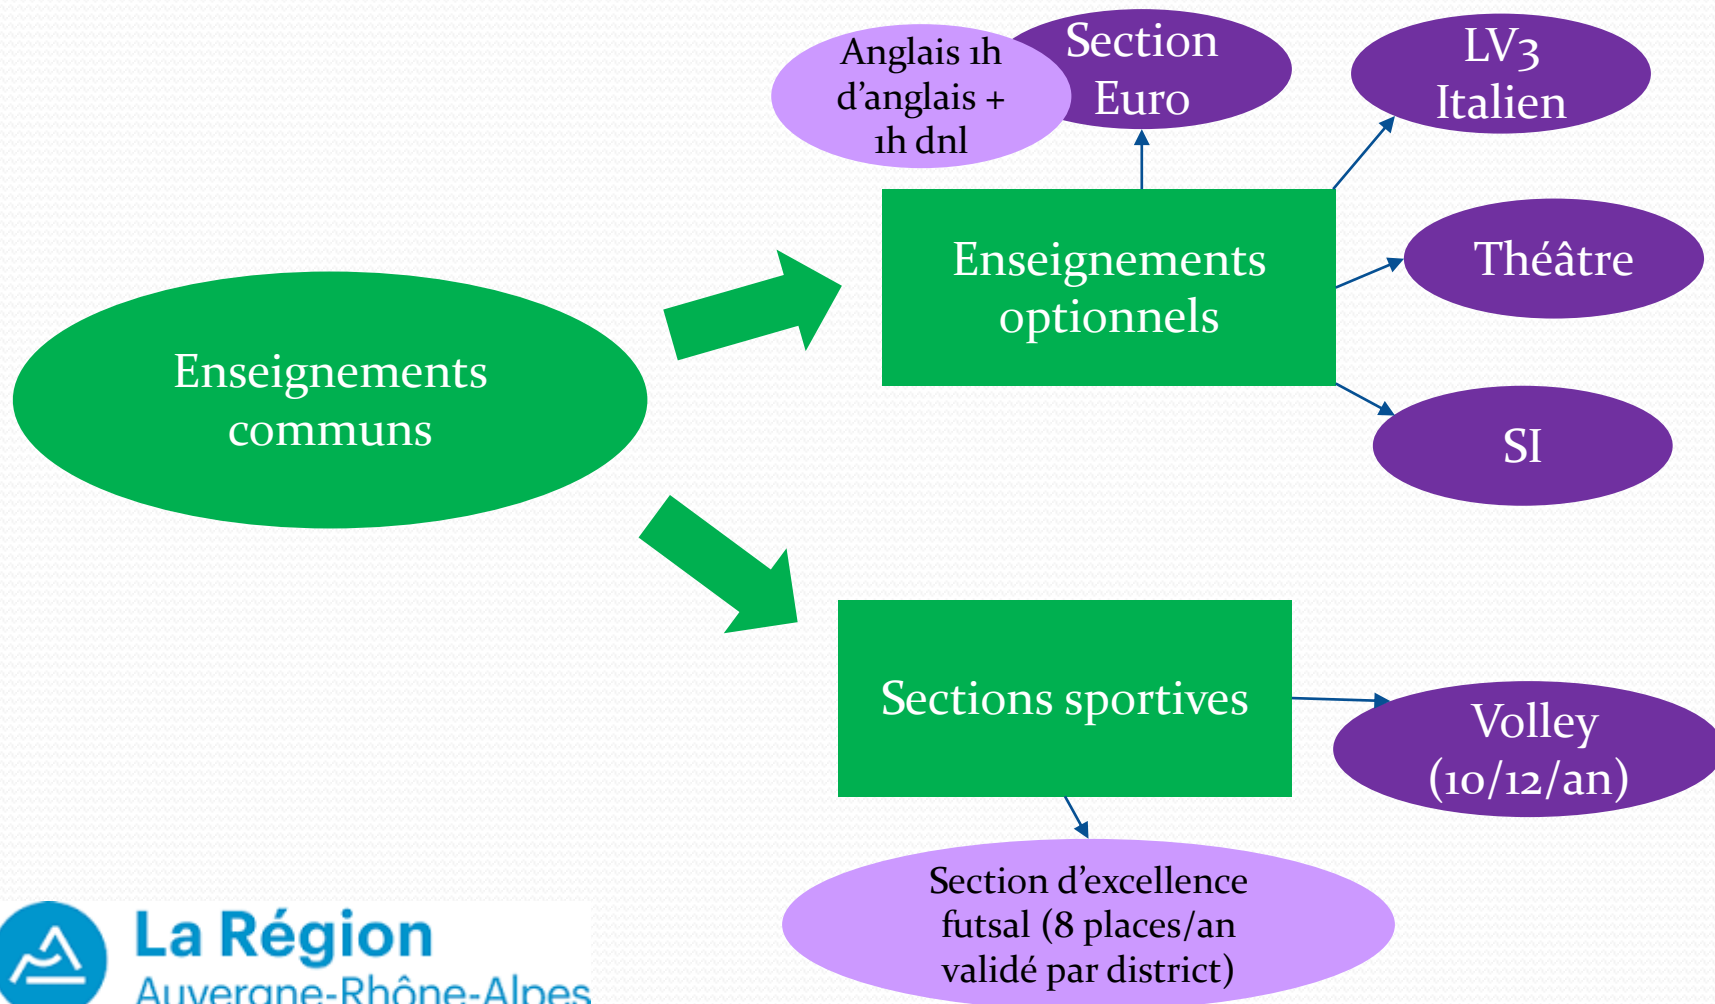 Anglais 1h
d’anglais +
1h dnl
Section
Euro
LV3
Italien
Enseignements
optionnels
Théâtre
SI
Enseignements
communs
Sections sportives
Volley
(10/12/an)
Section d’excellence
futsal (8 places/an
validé par district)
La Région
Auvergne-Rhône-Alpes